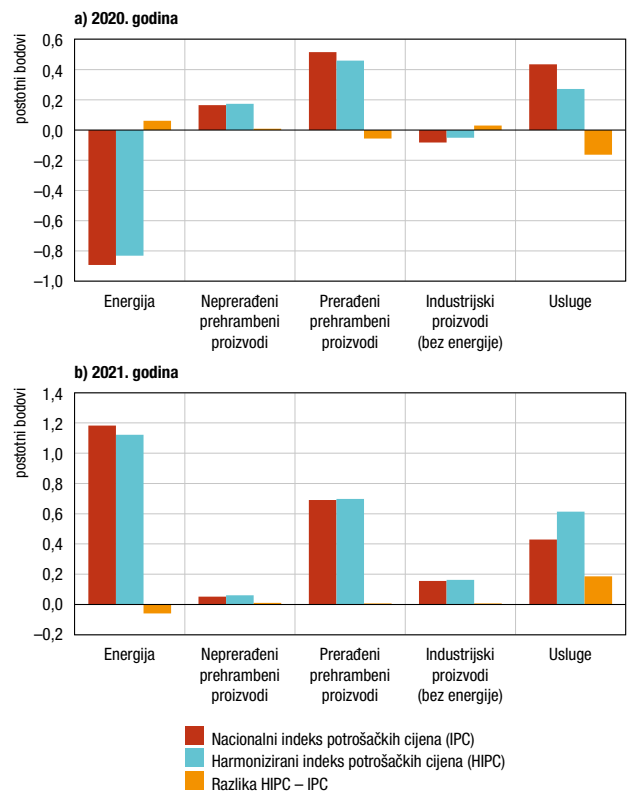 a) 2020. godina
postotni bodovi
0,6
0,4
0,2
0,0
–0,2
–0,4
–0,6
–0,8
–1,0
Energija
Neprerađeni
prehrambeni
proizvodi
Prerađeni
prehrambeni
proizvodi
Industrijski
proizvodi
(bez energije)
Usluge
b) 2021. godina
postotni bodovi
1,4
1,2
1,0
0,8
0,6
0,4
0,2
0,0
–0,2
Energija
Neprerađeni
prehrambeni
proizvodi
Prerađeni
prehrambeni
proizvodi
Industrijski
proizvodi
(bez energije)
Usluge
Nacionalni indeks potrošačkih cijena (IPC)
Harmonizirani indeks potrošačkih cijena (HIPC)
Razlika HIPC – IPC